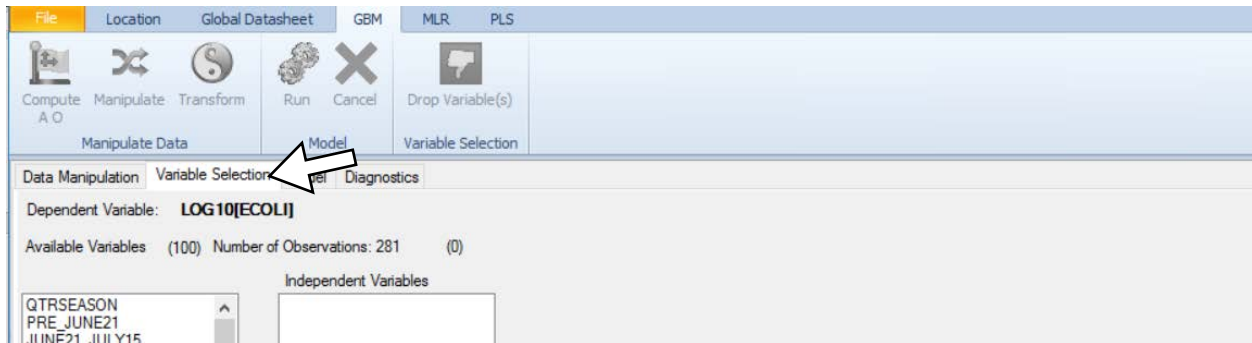 File Location Global Datasheet GBM MLR PLS
Compute Manipulate Transform Run Cancel Drop Variable(s)
A O
Manipulate Data Model Variable Selection
Data Manipulation Variable Selection Diagnostics
Dependent Variable: LOG10[ECOLI]
Available Variables (100) Number of Observations: 281 (0)
Independent Variables
QTRSEASON
PRE_JUNE21
JUNE21_JULY15